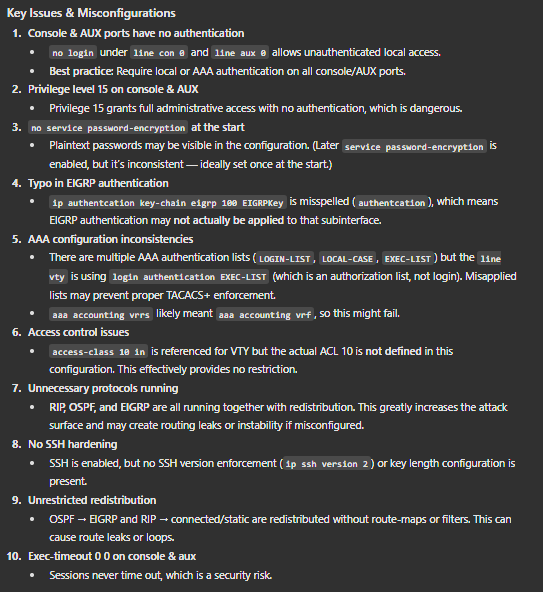 Key Issues & Misconfigurations
1. Console & AUX ports have no authentication
• no login under line con 0 and line aux 0 allows unauthenticated local access.
• Best practice: Require local or AAA authentication on all console/AUX ports.
2. Privilege level 15 on console & AUX
• Privilege 15 grants full administrative access with no authentication, which is dangerous.
3. no service password-encryption at the start
• Plaintext passwords may be visible in the configuration. (Later service password-encryption is
enabled, but it's inconsistent — ideally set once at the start.)
4. Typo in EIGRP authentication
• ip authentcation key-chain eigrp 100 EIGRPKey is misspelled ( authentcation ), which means
EIGRP authentication may not actually be applied to that subinterface.
5. AAA configuration inconsistencies
• There are multiple AAA authentication lists ( LOGIN-LIST , LOCAL-CASE , EXEC-LIST ) but the line
vty is using login authentication EXEC-LIST (which is an authorization list, not login). Misapplied
lists may prevent proper TACACS+ enforcement.
• aaa accounting vrrs likely meant aaa accounting vrf , so this might fail.
6. Access control issues
• access-class 10 in is referenced for VTY but the actual ACL 10 is not defined in this
configuration. This effectively provides no restriction.
7. Unnecessary protocols running
• RIP, OSPF, and EIGRP are all running together with redistribution. This greatly increases the attack
surface and may create routing leaks or instability if misconfigured.
8. No SSH hardening
• SSH is enabled, but no SSH version enforcement ( ip ssh version 2 ) or key length configuration is
present.
9. Unrestricted redistribution
• OSPF → EIGRP and RIP → connected/static are redistributed without route-maps or filters. This can
cause route leaks or loops.
10. Exec-timeout 0 0 on console & aux
• Sessions never time out, which is a security risk.